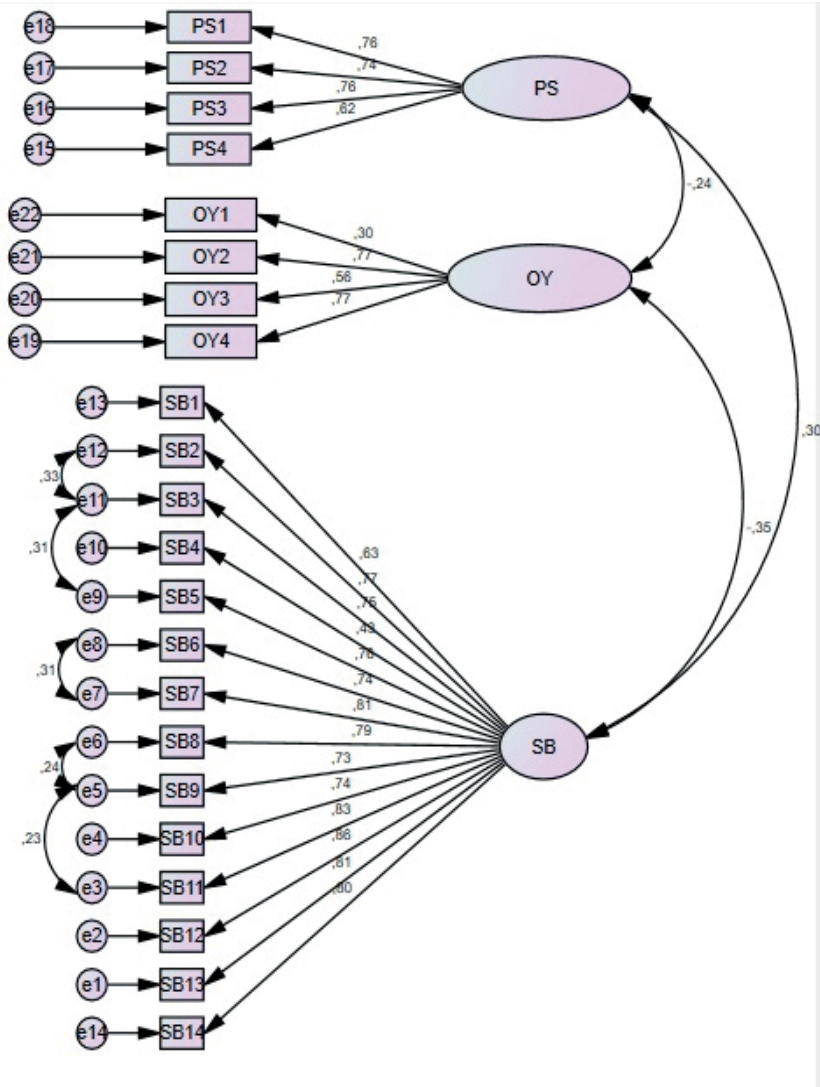 e18 PS1 ,76
e17 PS2 ,74 PS
e16 PS3 ,76
e15 PS4 ,62
-,24
e22 OY1 ,30
e21 OY2 ,77 OY
e20 OY3 ,56
e19 OY4 ,77
e13 SB1
,30
e12 SB2
,33
e11 SB3
-,35
,31
e10 SB4 ,63
,77
e9 SB5 ,75
,43
e8 SB6 ,76
,31 ,74
e7 SB7 ,81
e6 SB8 ,79 SB
,24 ,73
e5 SB9 ,74
,83
,23 e4 SB10 ,86
,81
e3 SB11 ,80
e2 SB12
e1 SB13
e14 SB14